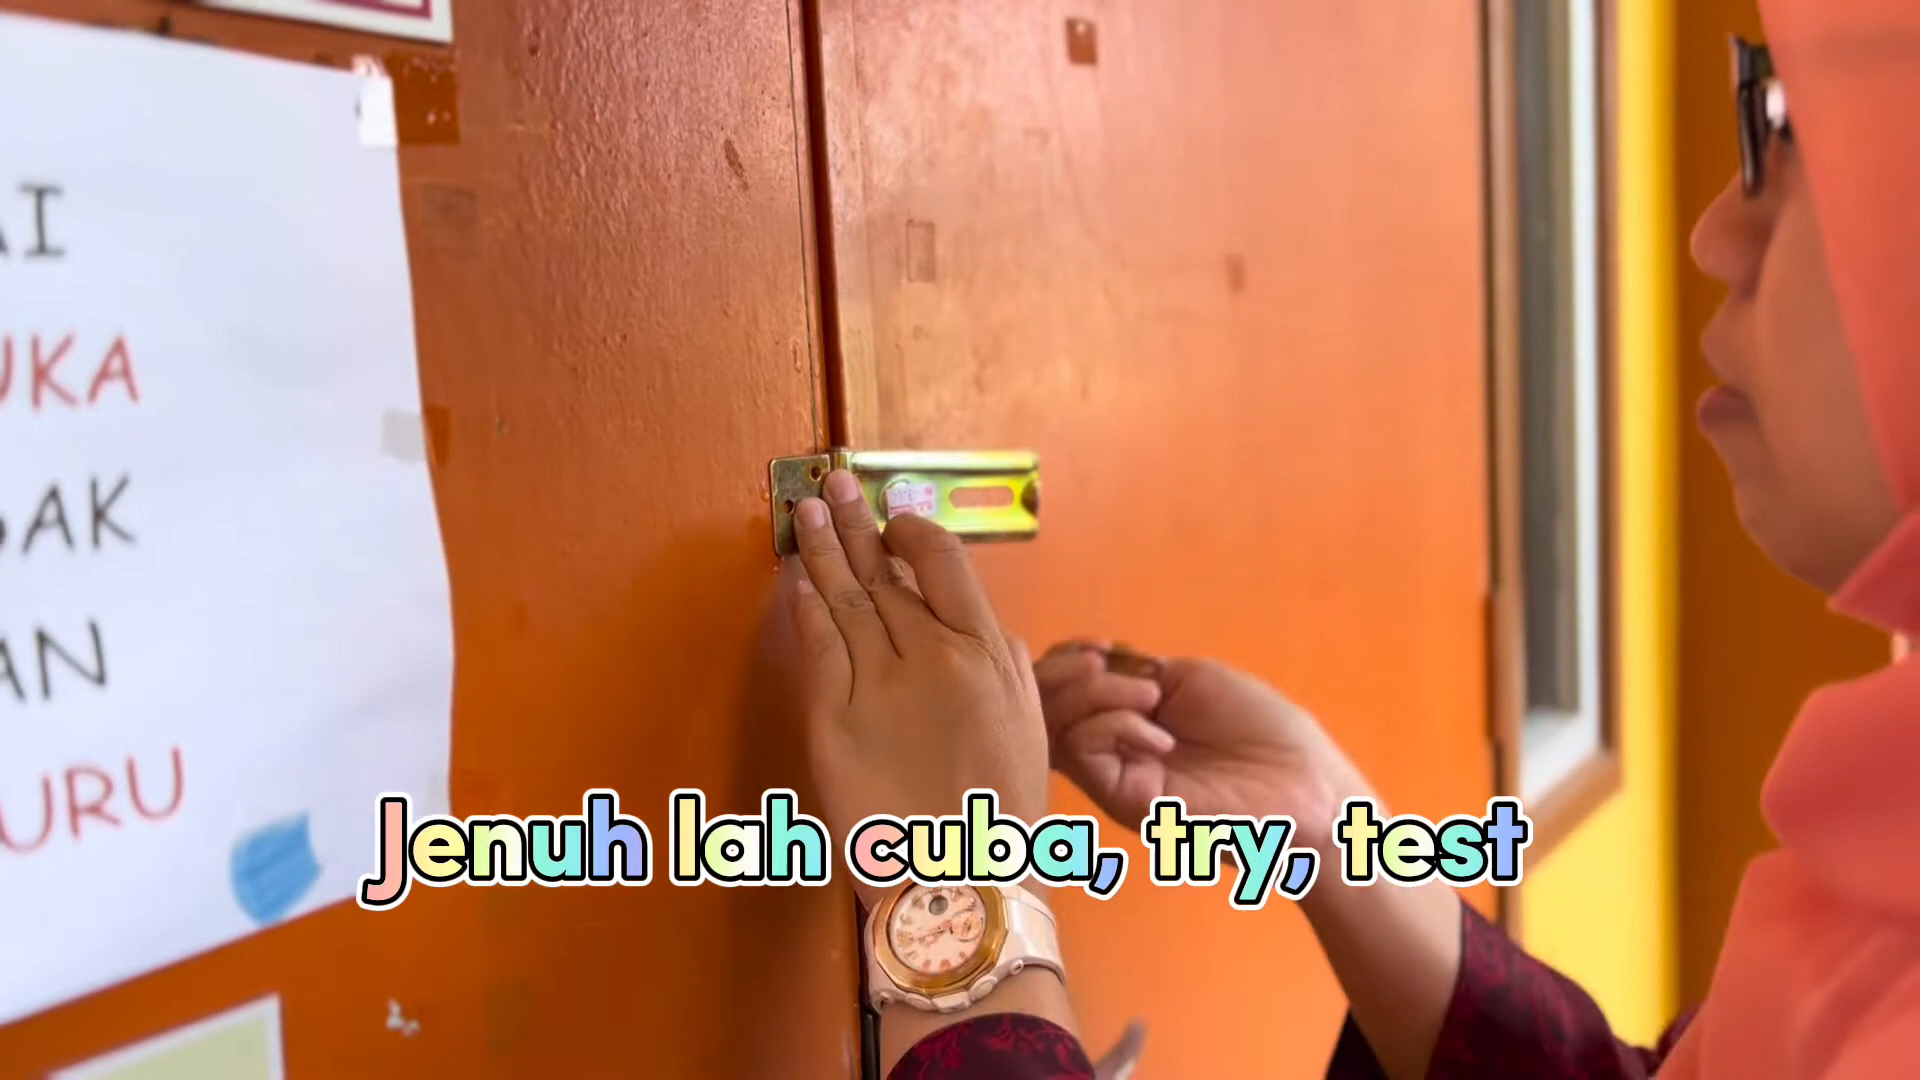 AI
UKA
AK
AN
URU
Jenuh lah cuba, try, test